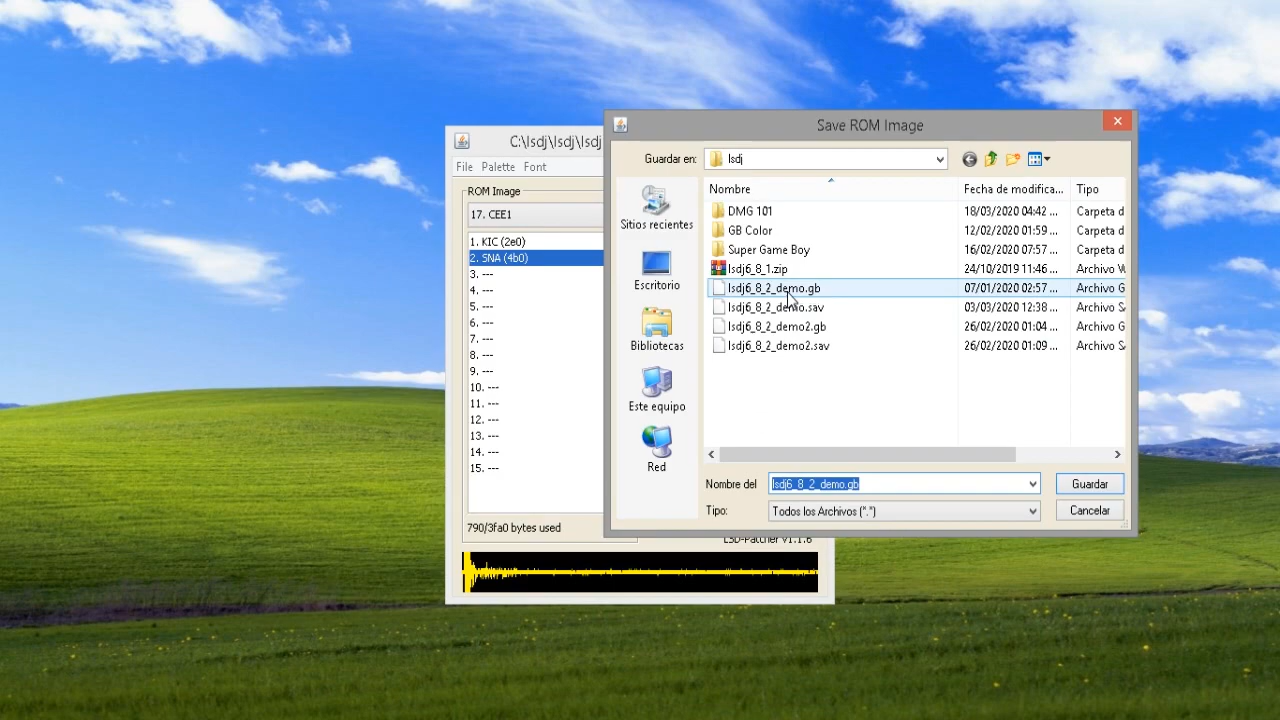 C:\lsdj\lsdj\lsdj
File Palette Font
ROM Image
17. CEE1
1. KIC (2e0)
2. SNA (4b0)
3. ---
4. ---
5. ---
6. ---
7. ---
8. ---
9. ---
10. ---
11. ---
12. ---
13. ---
14. ---
15. ---
790/3fa0 bytes used
LSD-Patcher v1.1.6
Save ROM Image
Guardar en: lsdj
Sitios recientes
Escritorio
Bibliotecas
Este equipo
Red
Nombre Fecha de modifica... Tipo
DMG 101 18/03/2020 04:42 ... Carpeta d
GB Color 12/02/2020 01:59 ... Carpeta d
Super Game Boy 16/02/2020 07:57 ... Carpeta d
lsdj6_8_1.zip 24/10/2019 11:46 ... Archivo W
lsdj6_8_2_demo.gb 07/01/2020 02:57 ... Archivo G
lsdj6_8_2_demo.sav 03/03/2020 12:38 ... Archivo SA
lsdj6_8_2_demo2.gb 26/02/2020 01:04 ... Archivo G
lsdj6_8_2_demo2.sav 26/02/2020 01:09 ... Archivo SA
Nombre del lsdj6_8_2_demo.gb Guardar
Tipo: Todos los Archivos (*.*) Cancelar